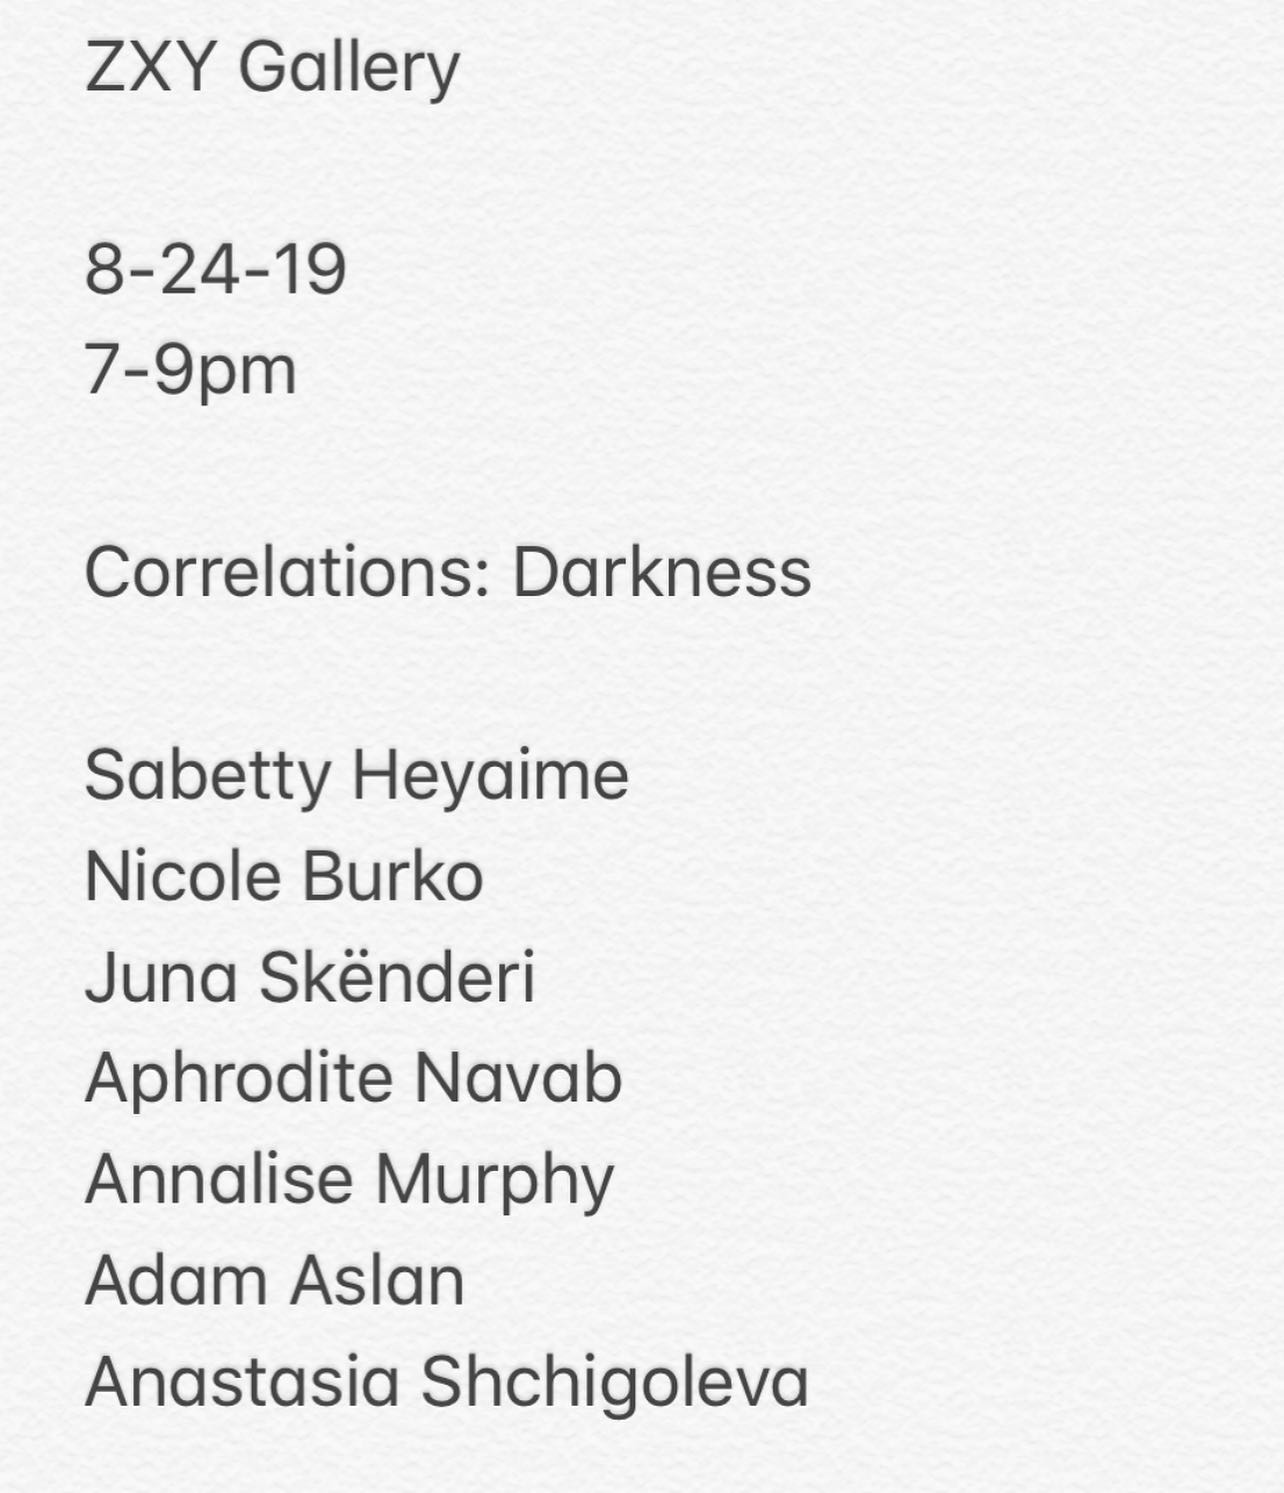 ZXY Gallery
8-24-19
7-9pm
Correlations: Darkness
Sabetty Heyaime
Nicole Burko
Juna Skënderi
Aphrodite Navab
Annalise Murphy
Adam Aslan
Anastasia Shchigoleva